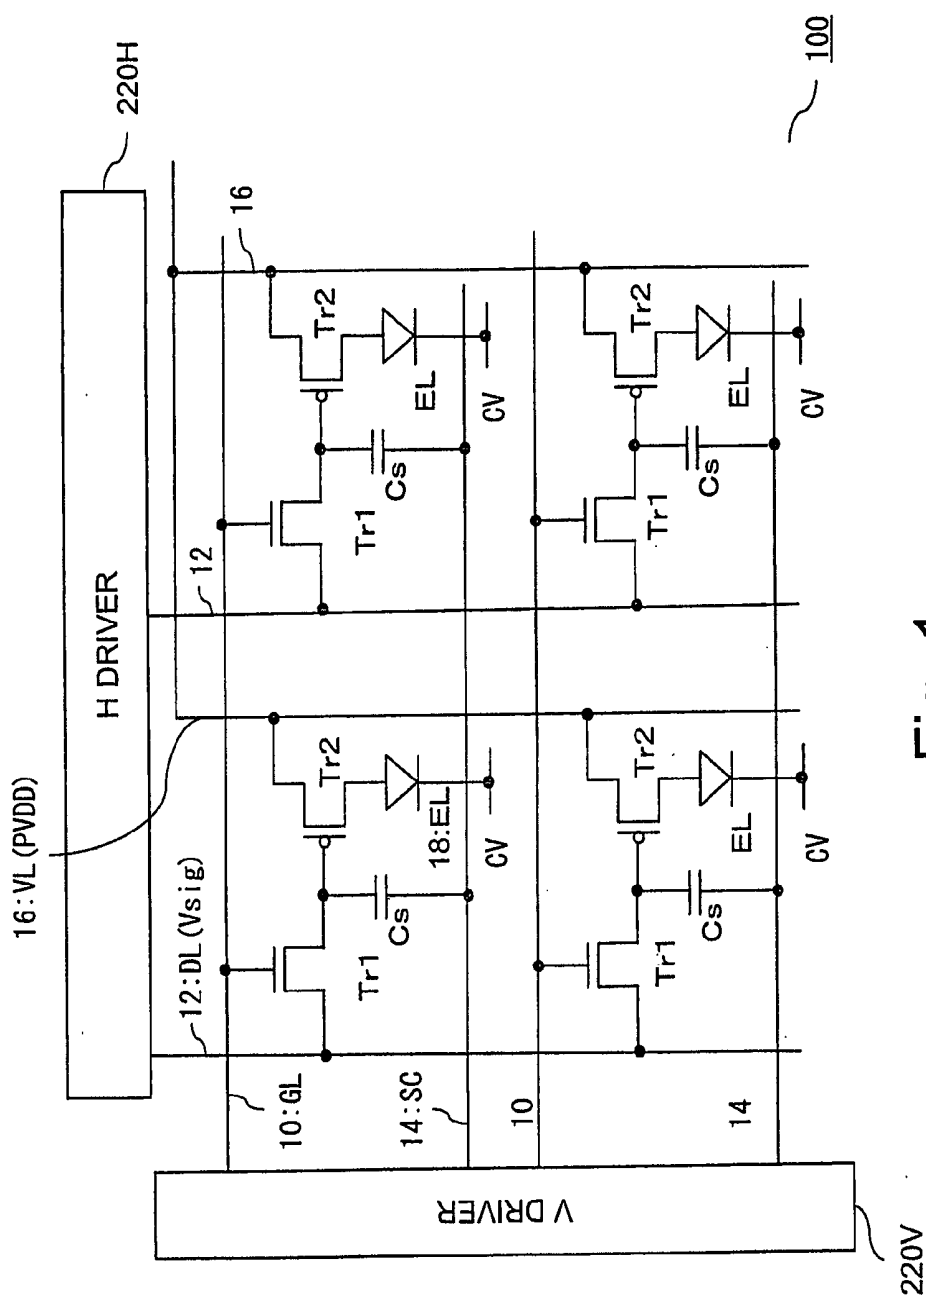 16:VL(PVDD)
H DRIVER
220H
12:DL(Vsig)
12
16
10:GL
Tr2
Tr2
Tr1
Tr1
Cs
Cs
14:SC
18:EL
EL
CV
CV
V DRIVER
10
Tr2
Tr2
Tr1
Tr1
Cs
Cs
14
EL
EL
CV
CV
100
220V
Fig. 1